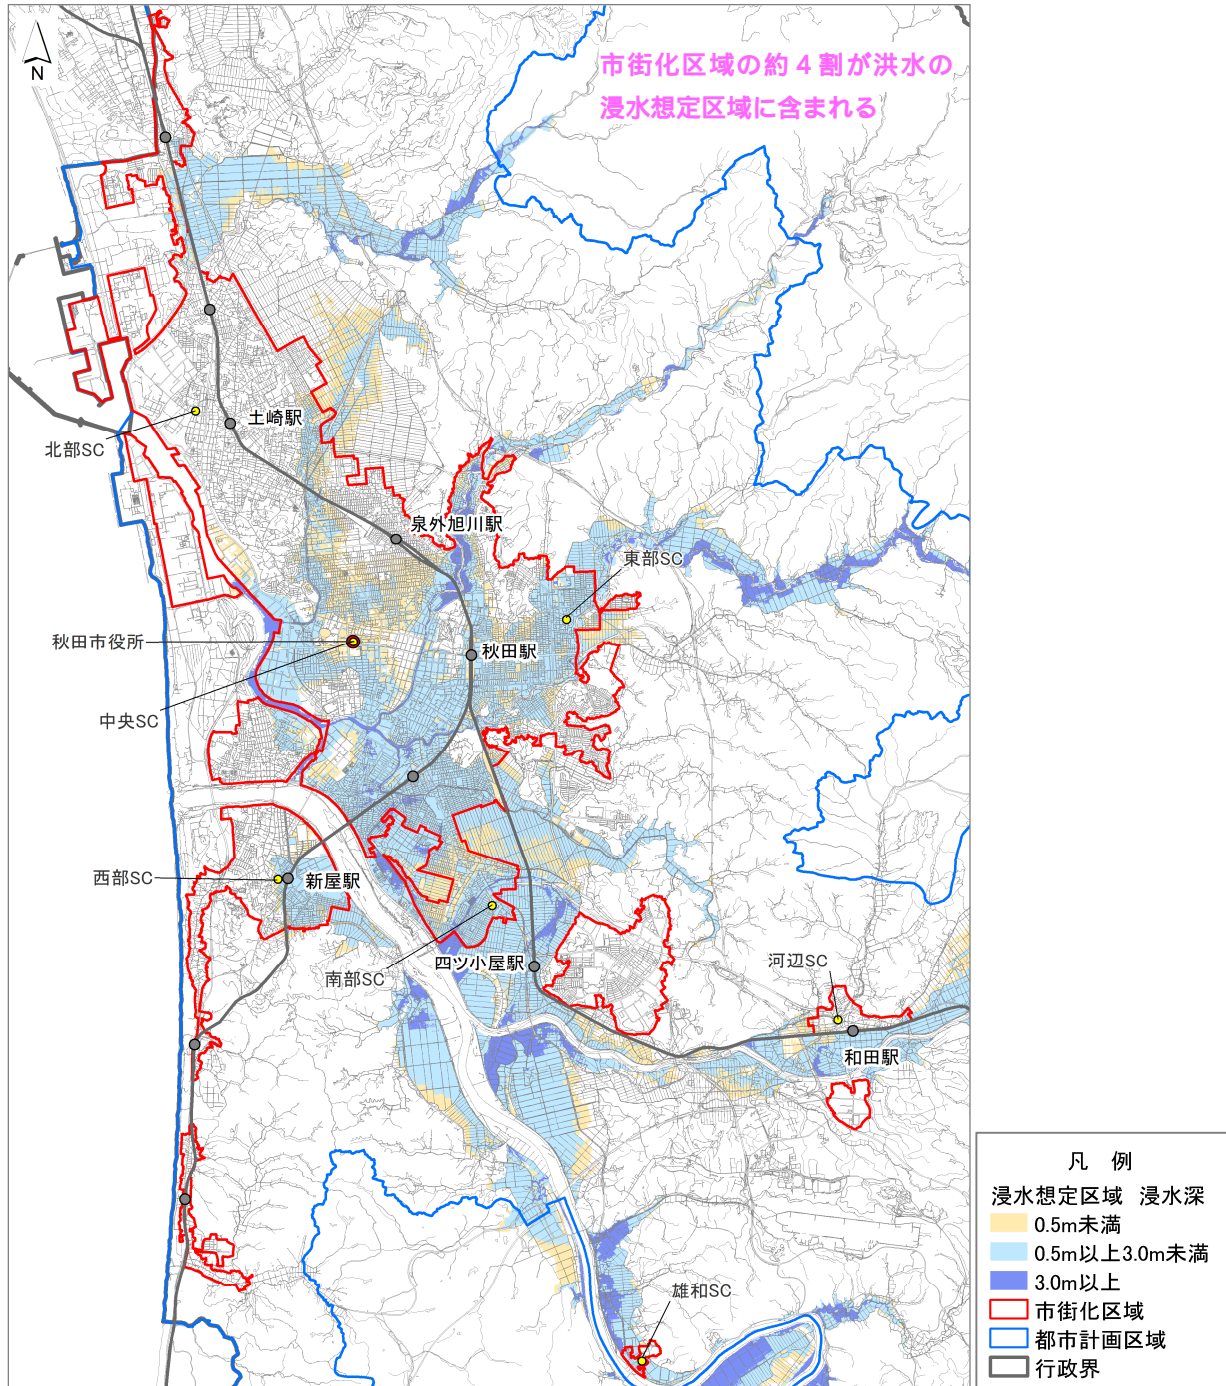 N
市街化区域の約4割が洪水の
浸水想定区域に含まれる
土崎駅
北部SC
泉外旭川駅
東部SC
秋田市役所
秋田駅
中央SC
西部SC
新屋駅
南部SC
四ツ小屋駅
河辺SC
和田駅
雄和SC
凡 例
浸水想定区域 浸水深
0.5m未満
0.5m以上3.0m未満
3.0m以上
市街化区域
都市計画区域
行政界